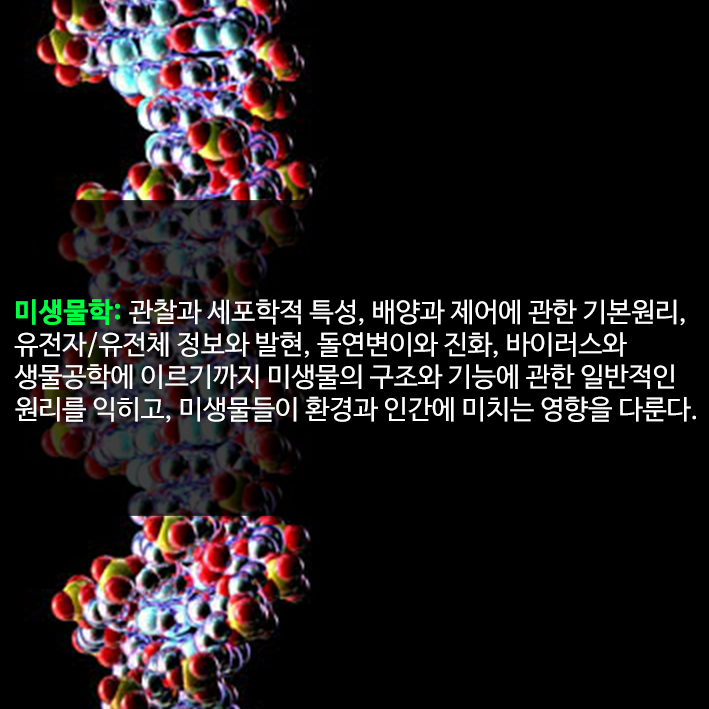 미생물학: 관찰과 세포학적 특성, 배양과 제어에 관한 기본원리,
유전자/유전체 정보와 발현, 돌연변이와 진화, 바이러스와
생물공학에 이르기까지 미생물의 구조와 기능에 관한 일반적인
원리를 익히고, 미생물들이 환경과 인간에 미치는 영향을 다룬다.